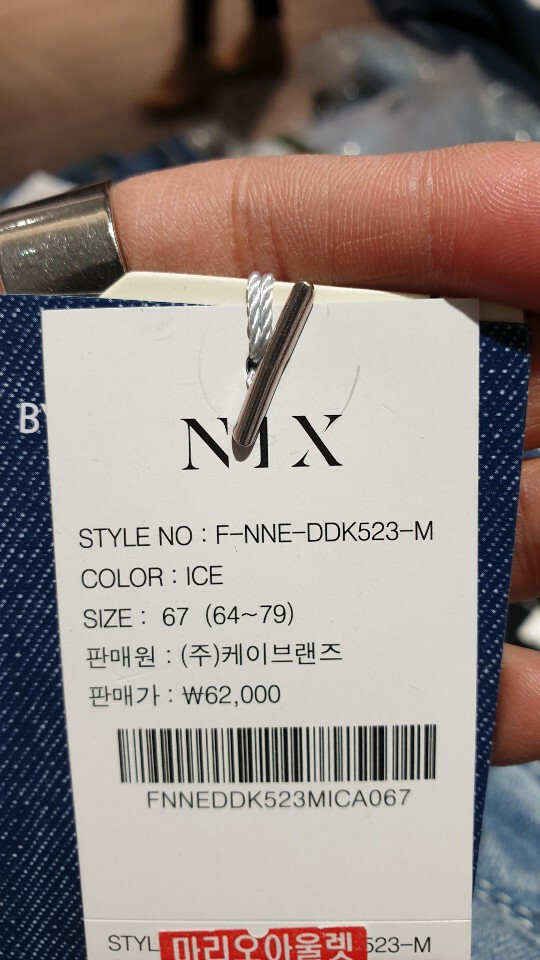 BY
NIX
STYLE NO : F-NNE-DDK523-M
COLOR : ICE
SIZE : 67 (64~79)
판매원 : (주)케이브랜즈
판매가 : ₩62,000
FNNEDDK523MICA067
STYL 마리오아울렛 523-M